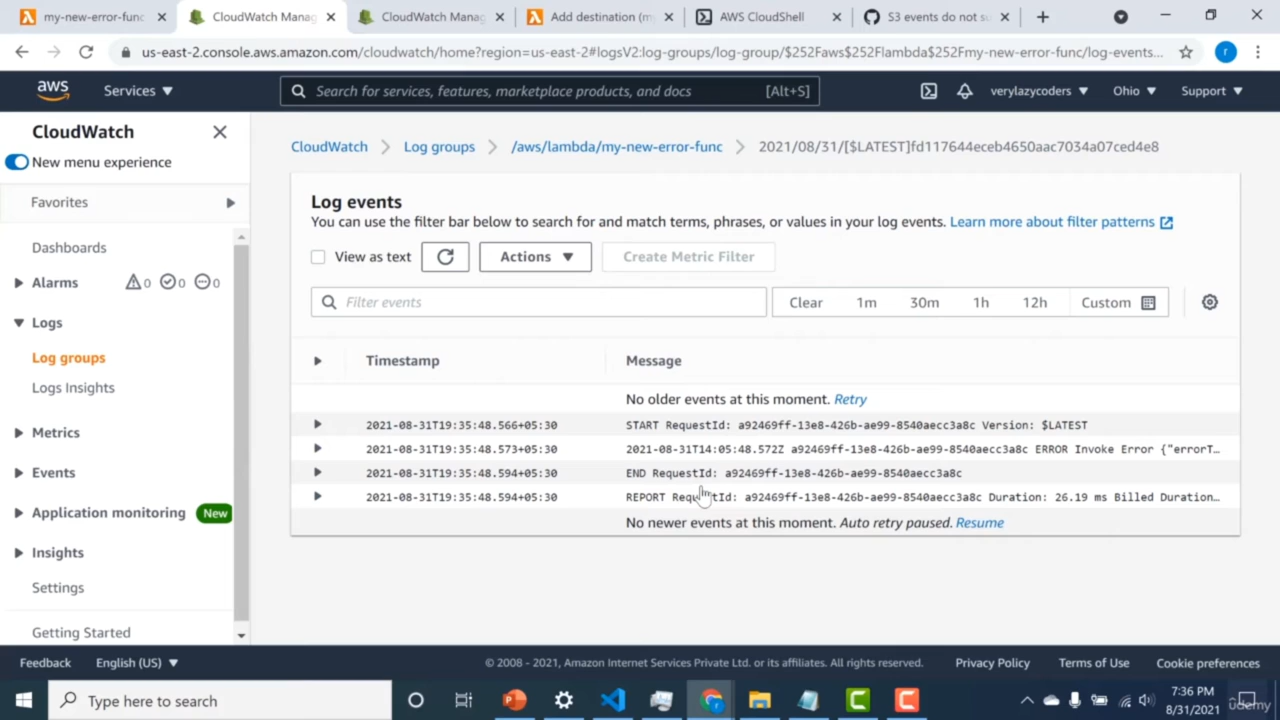 my-new-error-func
CloudWatch Manag
CloudWatch Manag
Add destination (my
AWS CloudShell
S3 events do not su
us-east-2.console.aws.amazon.com/cloudwatch/home?region=us-east-2#logsV2:log-groups/log-group/$252Faws$252Flambda$252Fmy-new-error-func/log-events...
r
aws
Services
Search for services, features, marketplace products, and docs
[Alt+S]
verylazycoders
Ohio
Support
CloudWatch
New menu experience
Favorites
Dashboards
Alarms
0
0
0
Logs
Log groups
Logs Insights
Metrics
Events
Application monitoring
New
Insights
Settings
Getting Started
CloudWatch
Log groups
/aws/lambda/my-new-error-func
2021/08/31/[$LATEST]fd117644eceb4650aac7034a07ced4e8
Log events
You can use the filter bar below to search for and match terms, phrases, or values in your log events. Learn more about filter patterns
View as text
Actions
Create Metric Filter
Filter events
Clear
1m
30m
1h
12h
Custom
Timestamp
Message
No older events at this moment. Retry
2021-08-31T19:35:48.566+05:30 START RequestId: a92469ff-13e8-426b-ae99-8540aecc3a8c Version: $LATEST
2021-08-31T19:35:48.573+05:30 2021-08-31T14:05:48.572Z a92469ff-13e8-426b-ae99-8540aecc3a8c ERROR Invoke Error {"errorT...
2021-08-31T19:35:48.594+05:30 END RequestId: a92469ff-13e8-426b-ae99-8540aecc3a8c
2021-08-31T19:35:48.594+05:30 REPORT RequestId: a92469ff-13e8-426b-ae99-8540aecc3a8c Duration: 26.19 ms Billed Duration...
No newer events at this moment. Auto retry paused. Resume
Feedback
English (US)
© 2008 - 2021, Amazon Internet Services Private Ltd. or its affiliates. All rights reserved.
Privacy Policy
Terms of Use
Cookie preferences
Type here to search
7:36 PM
8/31/2021
ûdemy